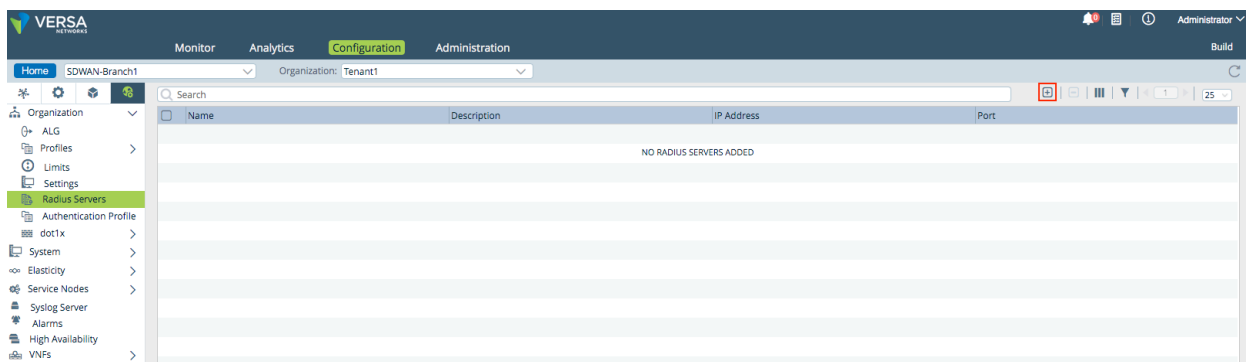 VERSA
NETWORKS
0
Administrator
Monitor Analytics Configuration Administration Build
Home SDWAN-Branch1 Organization: Tenant1
Search 1 25
Organization
ALG
Profiles
Limits
Settings
Radius Servers
Authentication Profile
dot1x
System
Elasticity
Service Nodes
Syslog Server
Alarms
High Availability
VNFs
Name Description IP Address Port
NO RADIUS SERVERS ADDED